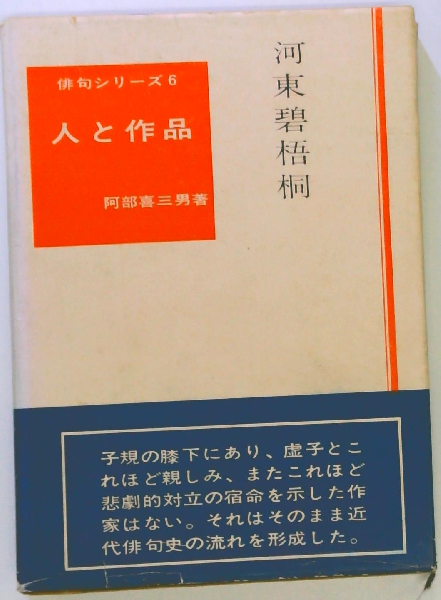 河東碧梧桐
俳句シリーズ6
人と作品
阿部喜三男著
子規の膝下にあり、虚子とこ
れほど親しみ、またこれほど
悲劇的対立の宿命を示した作
家はない。それはそのまま近
代俳句史の流れを形成した。